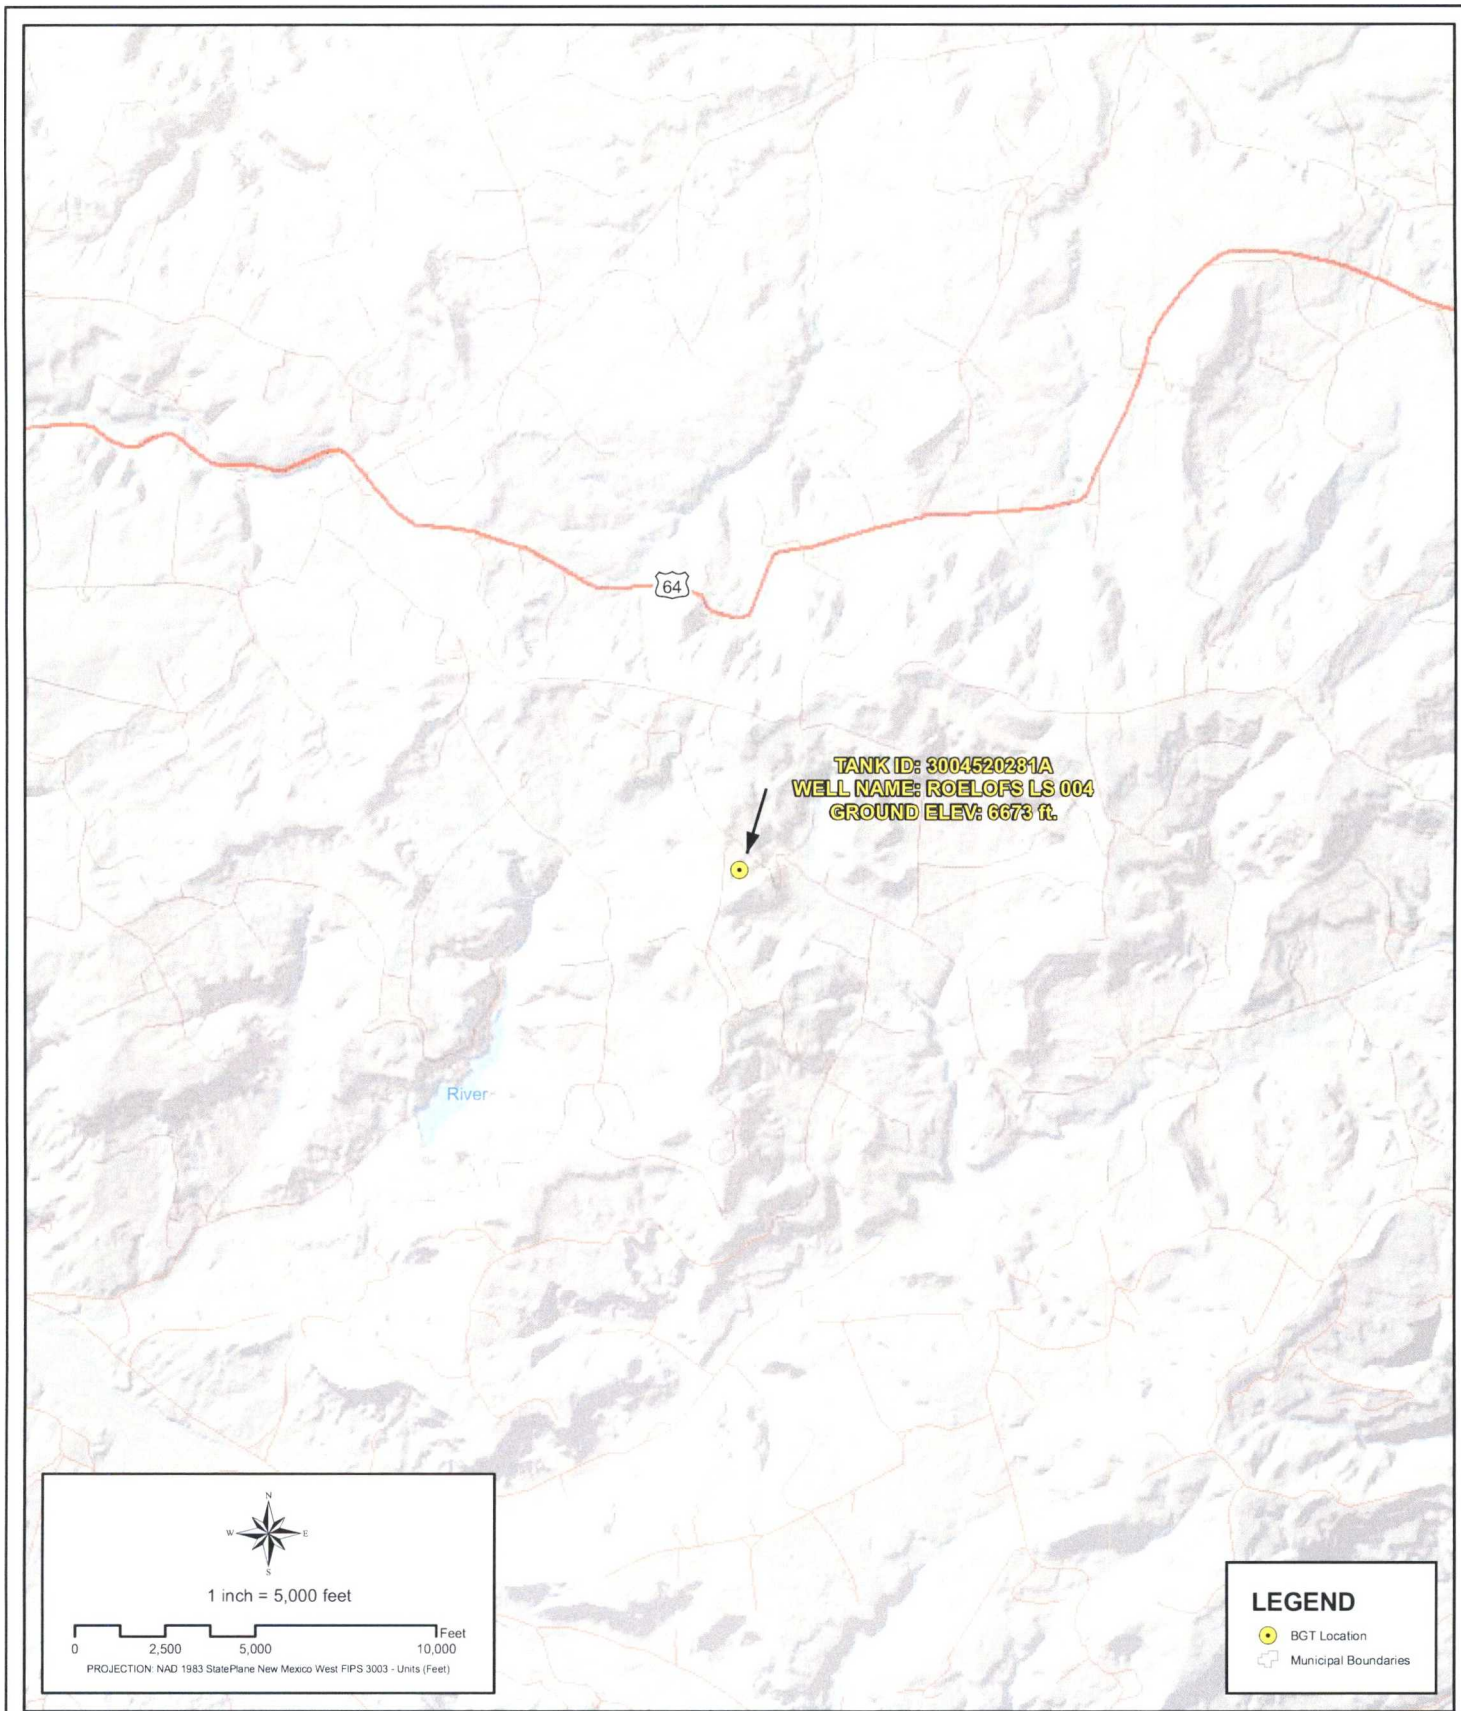 64
TANK ID: 3004520281A
WELL NAME: ROELOFS LS 004
GROUND ELEV: 6673 ft.
River
N
W E
S
1 inch = 5,000 feet
Feet
0 2,500 5,000 10,000
PROJECTION: NAD 1983 StatePlane New Mexico West FIPS 3003 - Units (Feet)
LEGEND
BGT Location
Municipal Boundaries